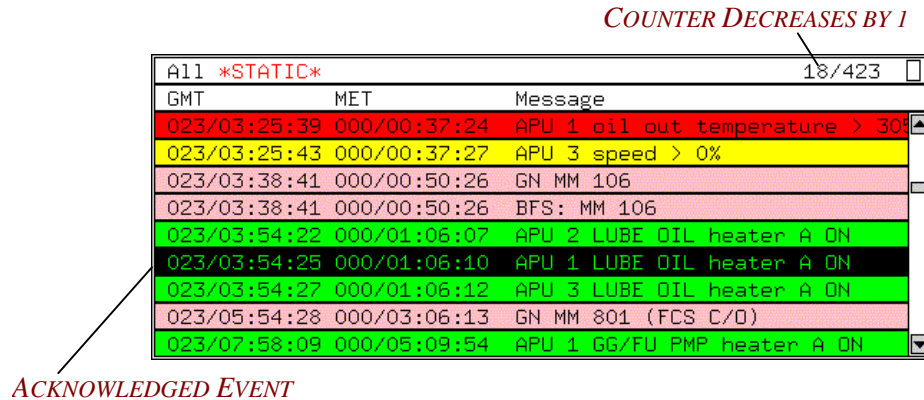 COUNTER DECREASES BY 1
All *STATIC* 18/423
GMT MET Message
023/03:25:39 000/00:37:24 APU 1 oil out temperature > 305
023/03:25:43 000/00:37:27 APU 3 speed > 0%
023/03:38:41 000/00:50:26 GN MM 106
023/03:38:41 000/00:50:26 BFS: MM 106
023/03:54:22 000/01:06:07 APU 2 LUBE OIL heater A ON
023/03:54:25 000/01:06:10 APU 1 LUBE OIL heater A ON
023/03:54:27 000/01:06:12 APU 3 LUBE OIL heater A ON
023/05:54:28 000/03:06:13 GN MM 801 (FCS C/O)
023/07:58:09 000/05:09:54 APU 1 GG/FU PMP heater A ON
ACKNOWLEDGED EVENT